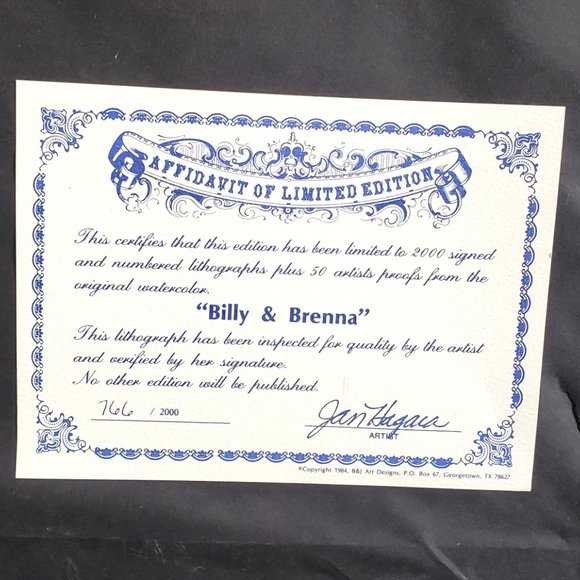 AFFIDAVIT OF LIMITED EDITION
This certifies that this edition has been limited to 2000 signed
and numbered lithographs plus 50 artists proofs from the
original watercolor.
"Billy & Brenna"
This lithograph has been inspected for quality by the artist
and verified by her signature.
No other edition will be published.
766 / 2000
Jan Hagara
ARTIST
©Copyright 1984, B&J Art Designs, P.O. Box 67, Georgetown, TX 78627